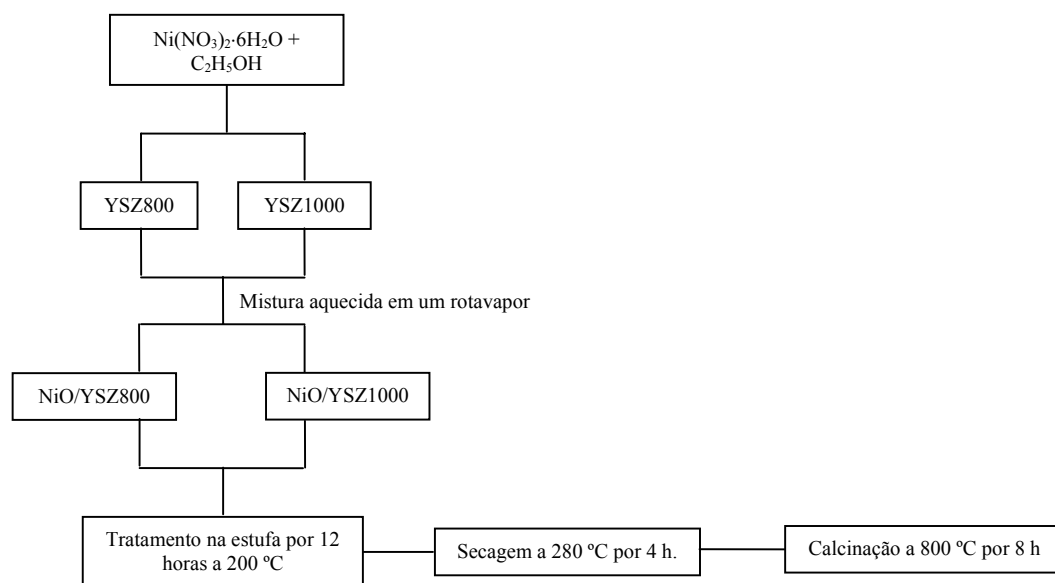 Ni(NO₃)₂·6H₂O +
C₂H₅OH
YSZ800
YSZ1000
Mistura aquecida em um rotavapor
NiO/YSZ800
NiO/YSZ1000
Tratamento na estufa por 12
horas a 200 ºC
Secagem a 280 ºC por 4 h.
Calcinação a 800 ºC por 8 h